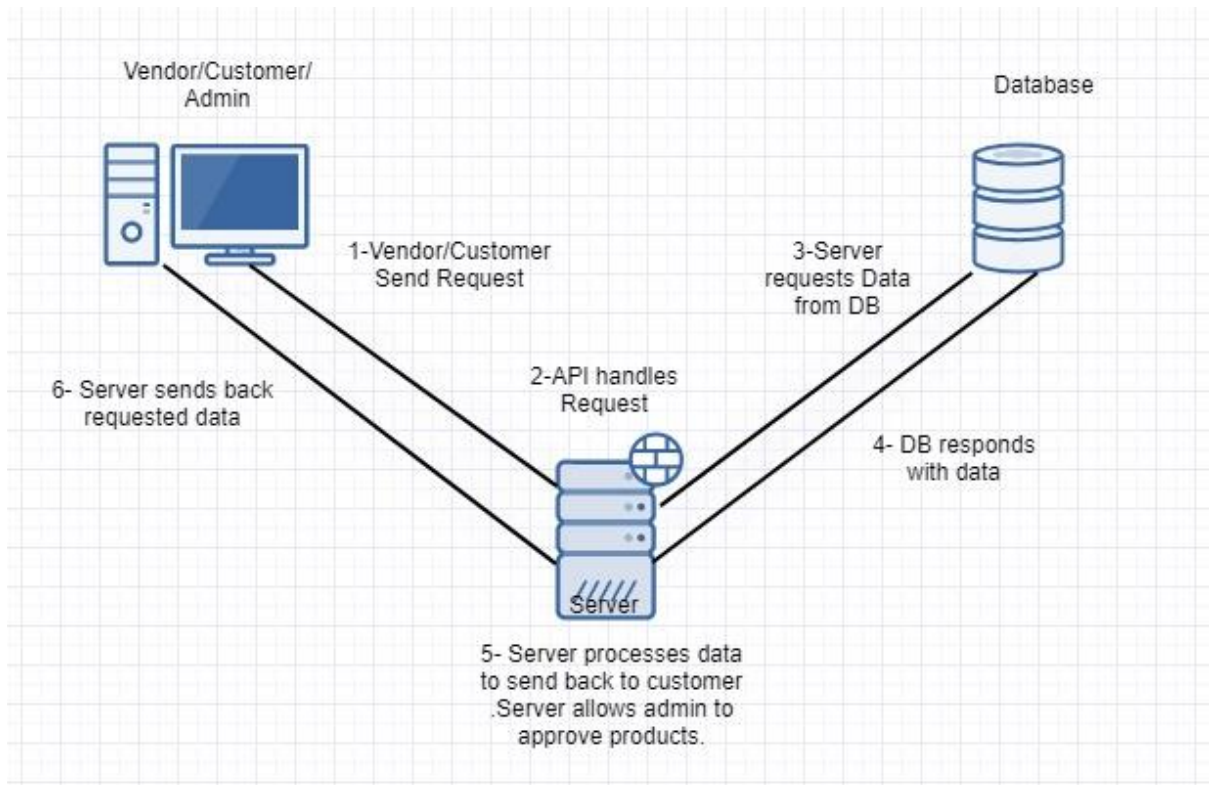 Vendor/Customer/
Admin
Database
1-Vendor/Customer
Send Request
3-Server
requests Data
from DB
2-API handles
Request
6- Server sends back
requested data
4- DB responds
with data
Server
5- Server processes data
to send back to customer
.Server allows admin to
approve products.